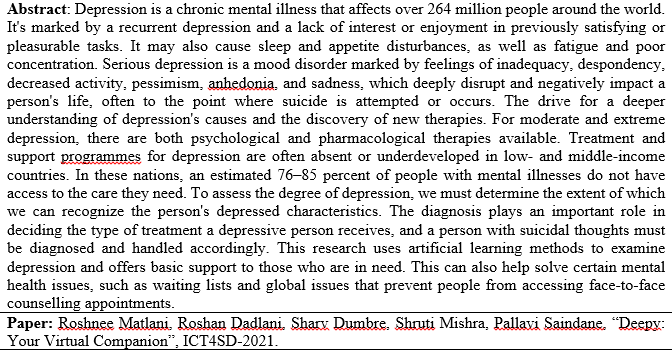 Abstract: Depression is a chronic mental illness that affects over 264 million people around the world.
It's marked by a recurrent depression and a lack of interest or enjoyment in previously satisfying or
pleasurable tasks. It may also cause sleep and appetite disturbances, as well as fatigue and poor
concentration. Serious depression is a mood disorder marked by feelings of inadequacy, despondency,
decreased activity, pessimism, anhedonia, and sadness, which deeply disrupt and negatively impact a
person's life, often to the point where suicide is attempted or occurs. The drive for a deeper
understanding of depression's causes and the discovery of new therapies. For moderate and extreme
depression, there are both psychological and pharmacological therapies available. Treatment and
support programmes for depression are often absent or underdeveloped in low- and middle-income
countries. In these nations, an estimated 76–85 percent of people with mental illnesses do not have
access to the care they need. To assess the degree of depression, we must determine the extent of which
we can recognize the person's depressed characteristics. The diagnosis plays an important role in
deciding the type of treatment a depressive person receives, and a person with suicidal thoughts must
be diagnosed and handled accordingly. This research uses artificial learning methods to examine
depression and offers basic support to those who are in need. This can also help solve certain mental
health issues, such as waiting lists and global issues that prevent people from accessing face-to-face
counselling appointments.
Paper: Roshnee Matlani, Roshan Dadlani, Sharv Dumbre, Shruti Mishra, Pallavi Saindane, “Deepy:
Your Virtual Companion”, ICT4SD-2021.